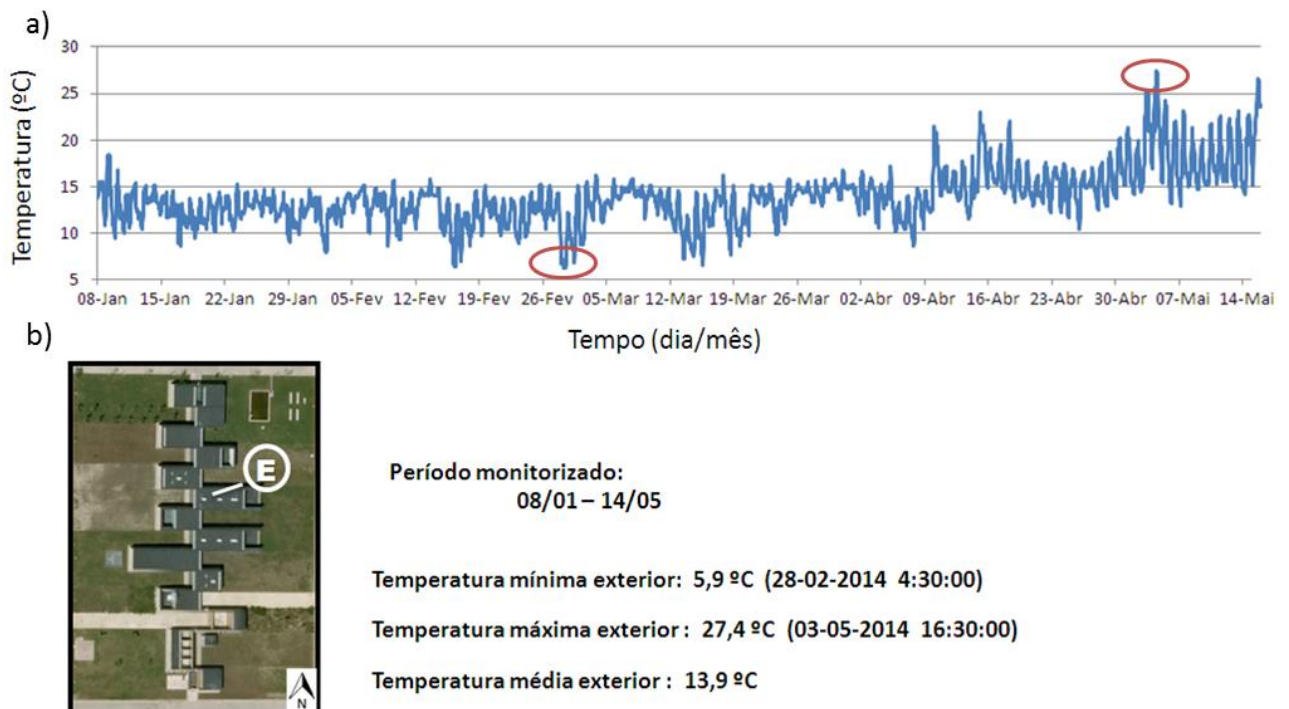 a)
Temperatura (ºC)
30
25
20
15
10
5
08-Jan 15-Jan 22-Jan 29-Jan 05-Fev 12-Fev 19-Fev 26-Fev 05-Mar 12-Mar 19-Mar 26-Mar 02-Abr 09-Abr 16-Abr 23-Abr 30-Abr 07-Mai 14-Mai
Tempo (dia/mês)
b)
E
N
Período monitorizado:
08/01 – 14/05
Temperatura mínima exterior: 5,9 ºC (28-02-2014 4:30:00)
Temperatura máxima exterior : 27,4 ºC (03-05-2014 16:30:00)
Temperatura média exterior : 13,9 ºC